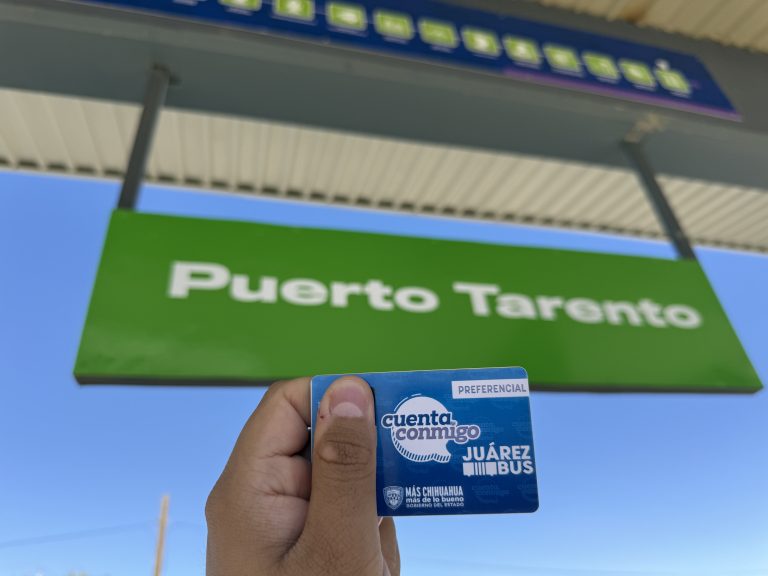 Puerto Tarento
PREFERENCIAL
cuenta
conmigo
JUÁREZ
BUS
MÁS CHIHUAHUA
más de lo bueno
GOBIERNO DEL ESTADO